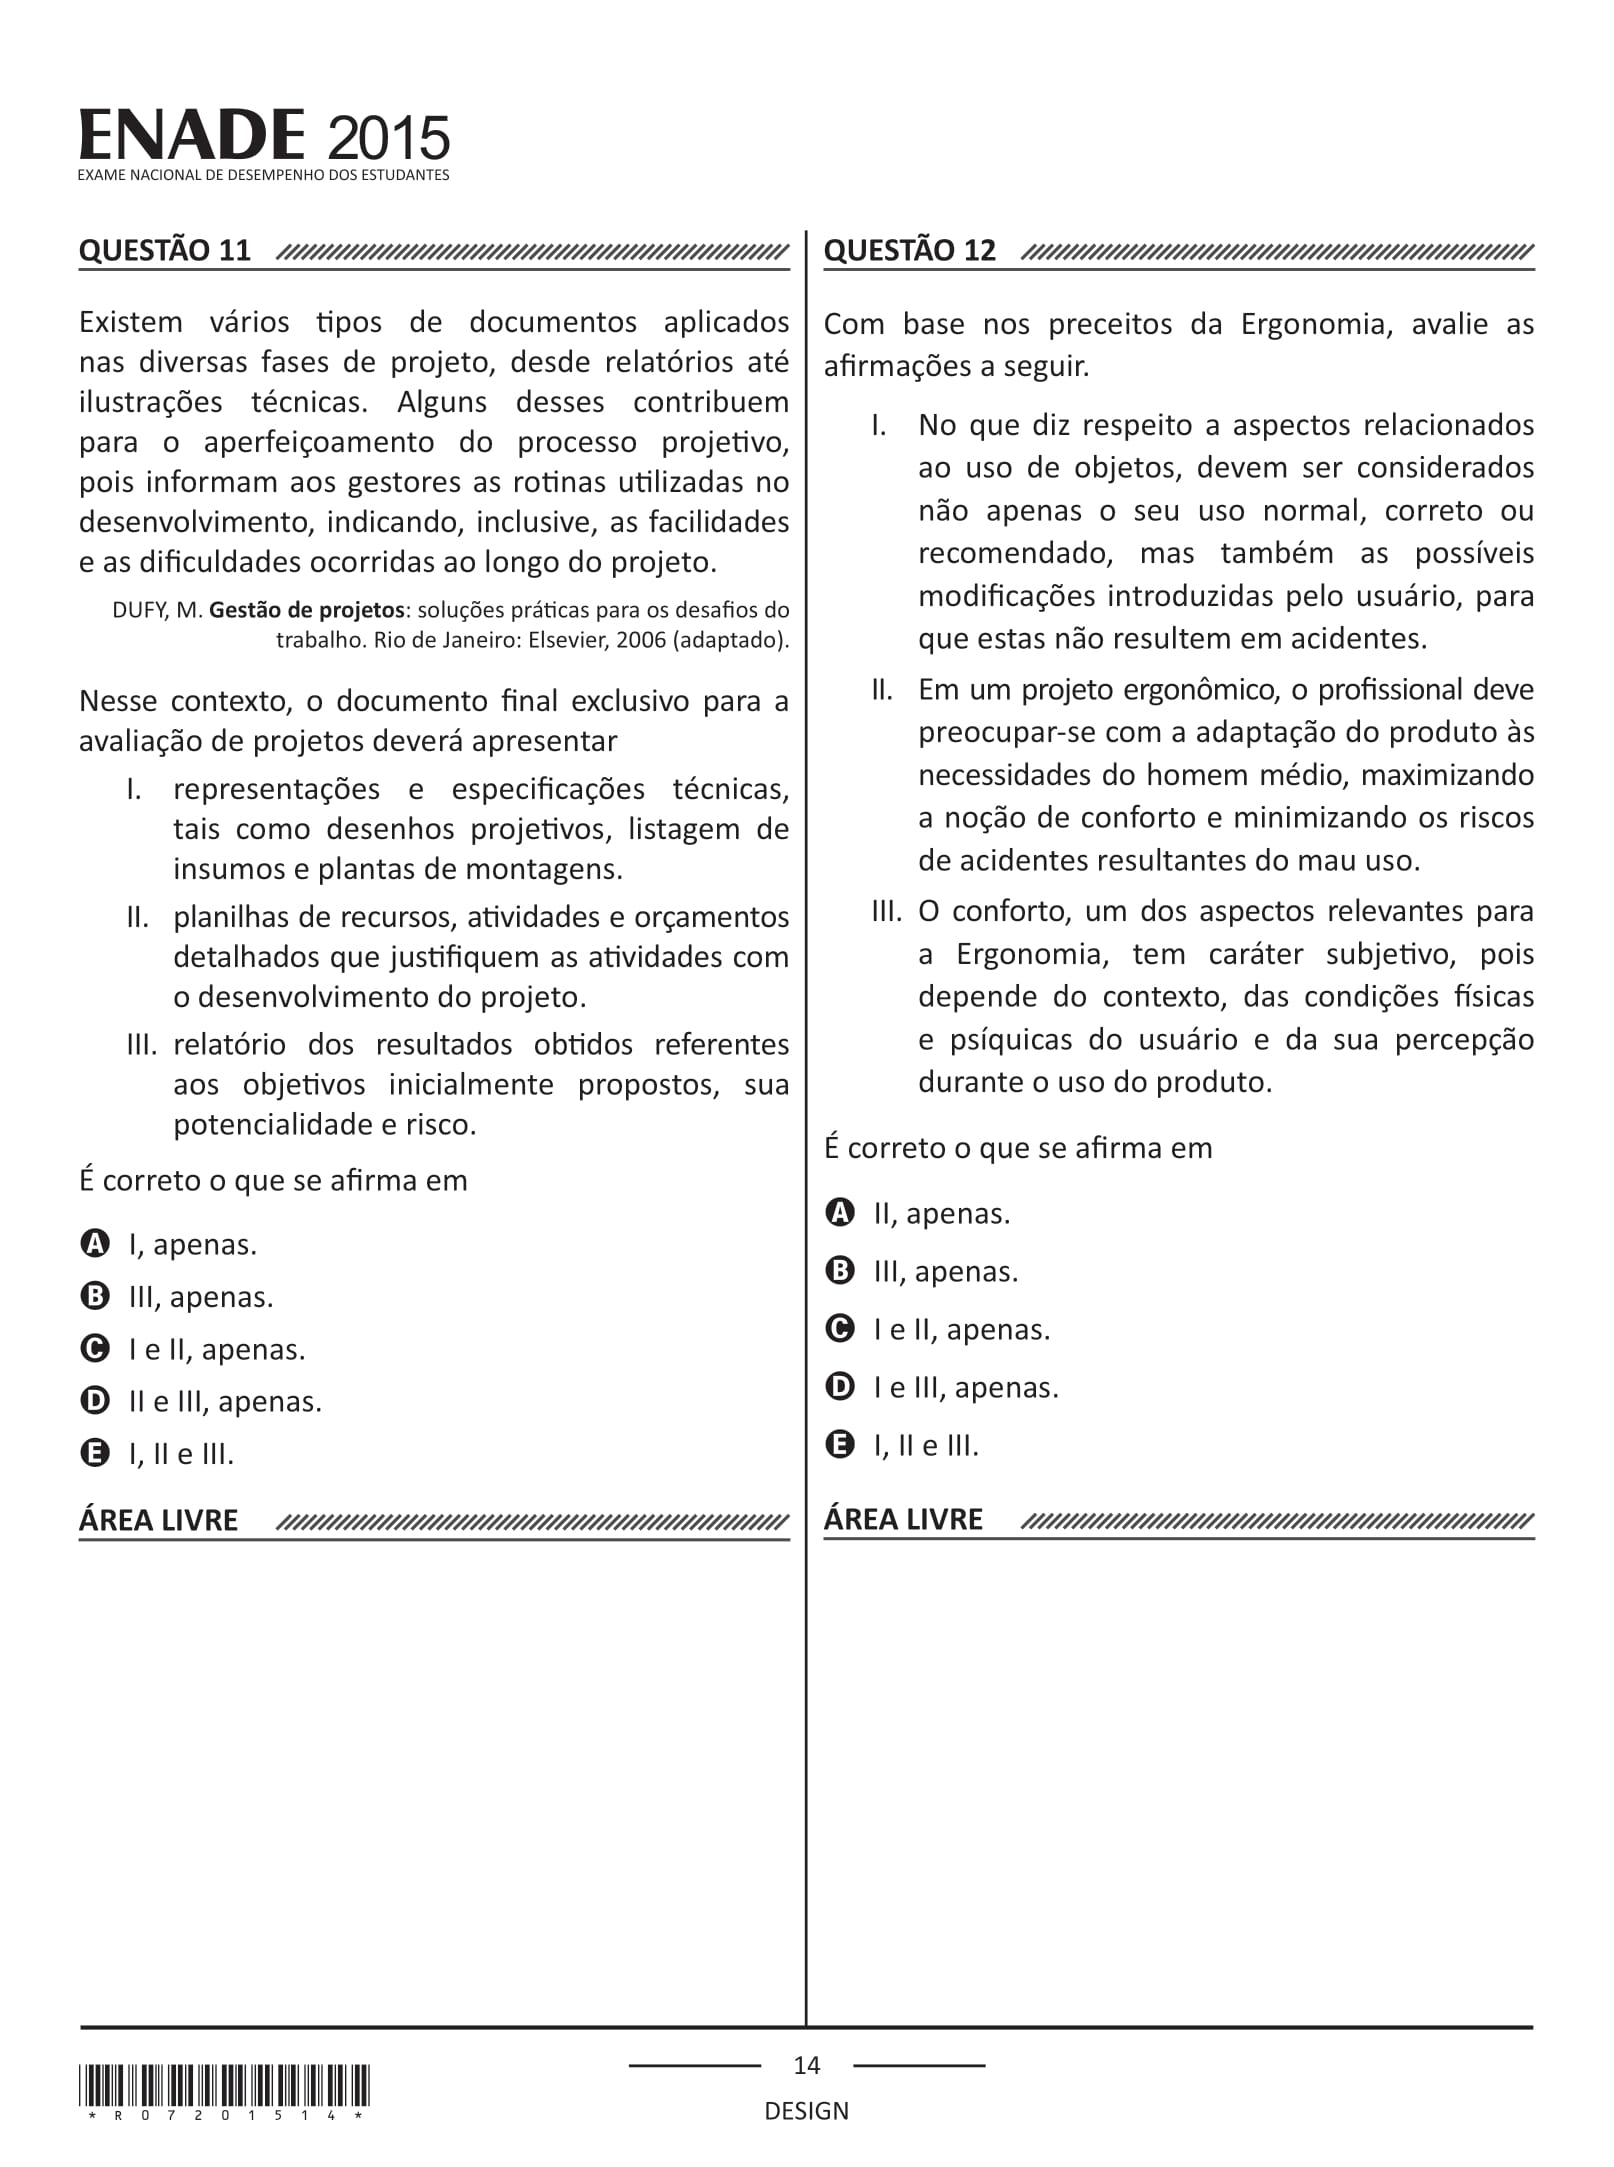 ENADE 2015
EXAME NACIONAL DE DESEMPENHO DOS ESTUDANTES
QUESTÃO 11
Existem vários tipos de documentos aplicados
nas diversas fases de projeto, desde relatórios até
ilustrações técnicas. Alguns desses contribuem
para o aperfeiçoamento do processo projetivo,
pois informam aos gestores as rotinas utilizadas no
desenvolvimento, indicando, inclusive, as facilidades
e as dificuldades ocorridas ao longo do projeto.
DUFY, M. Gestão de projetos: soluções práticas para os desafios do
trabalho. Rio de Janeiro: Elsevier, 2006 (adaptado).
Nesse contexto, o documento final exclusivo para a
avaliação de projetos deverá apresentar
I. representações e especificações técnicas,
tais como desenhos projetivos, listagem de
insumos e plantas de montagens.
II. planilhas de recursos, atividades e orçamentos
detalhados que justifiquem as atividades com
o desenvolvimento do projeto.
III. relatório dos resultados obtidos referentes
aos objetivos inicialmente propostos, sua
potencialidade e risco.
É correto o que se afirma em
A I, apenas.
B III, apenas.
C I e II, apenas.
D II e III, apenas.
E I, II e III.
ÁREA LIVRE
QUESTÃO 12
Com base nos preceitos da Ergonomia, avalie as
afirmações a seguir.
I. No que diz respeito a aspectos relacionados
ao uso de objetos, devem ser considerados
não apenas o seu uso normal, correto ou
recomendado, mas também as possíveis
modificações introduzidas pelo usuário, para
que estas não resultem em acidentes.
II. Em um projeto ergonômico, o profissional deve
preocupar-se com a adaptação do produto às
necessidades do homem médio, maximizando
a noção de conforto e minimizando os riscos
de acidentes resultantes do mau uso.
III. O conforto, um dos aspectos relevantes para
a Ergonomia, tem caráter subjetivo, pois
depende do contexto, das condições físicas
e psíquicas do usuário e da sua percepção
durante o uso do produto.
É correto o que se afirma em
A II, apenas.
B III, apenas.
C I e II, apenas.
D I e III, apenas.
E I, II e III.
ÁREA LIVRE
*R07201514*
14
DESIGN